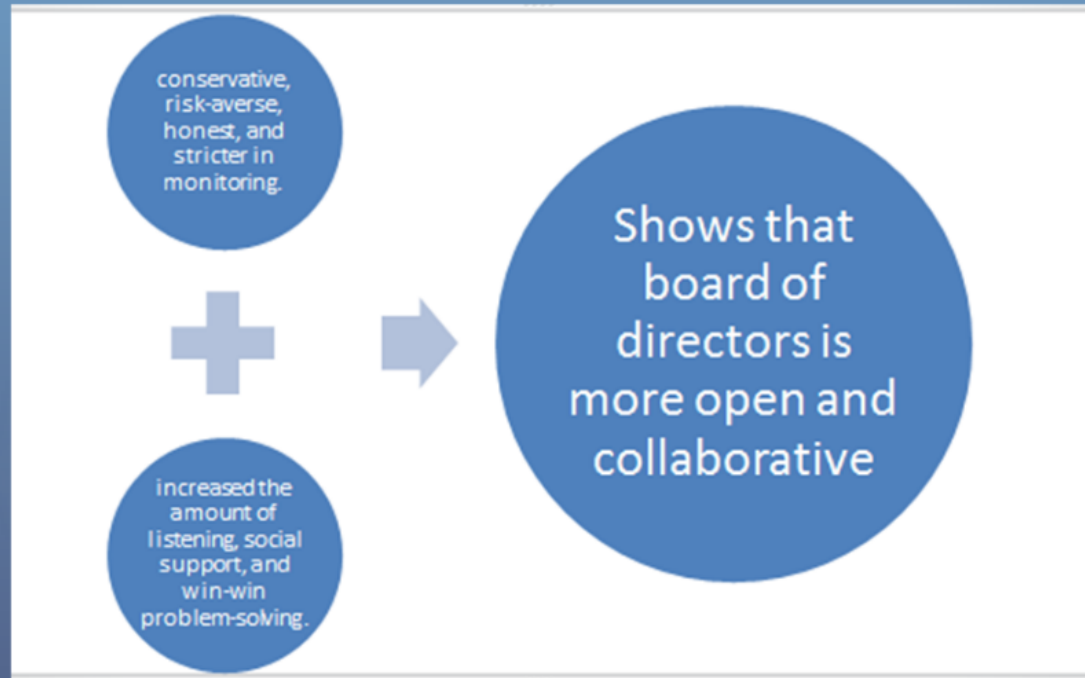 conservative,
risk-averse,
honest, and
stricter in
monitoring.
increased the
amount of
listening, social
support, and
win-win
problem-solving.
Shows that
board of
directors is
more open and
collaborative